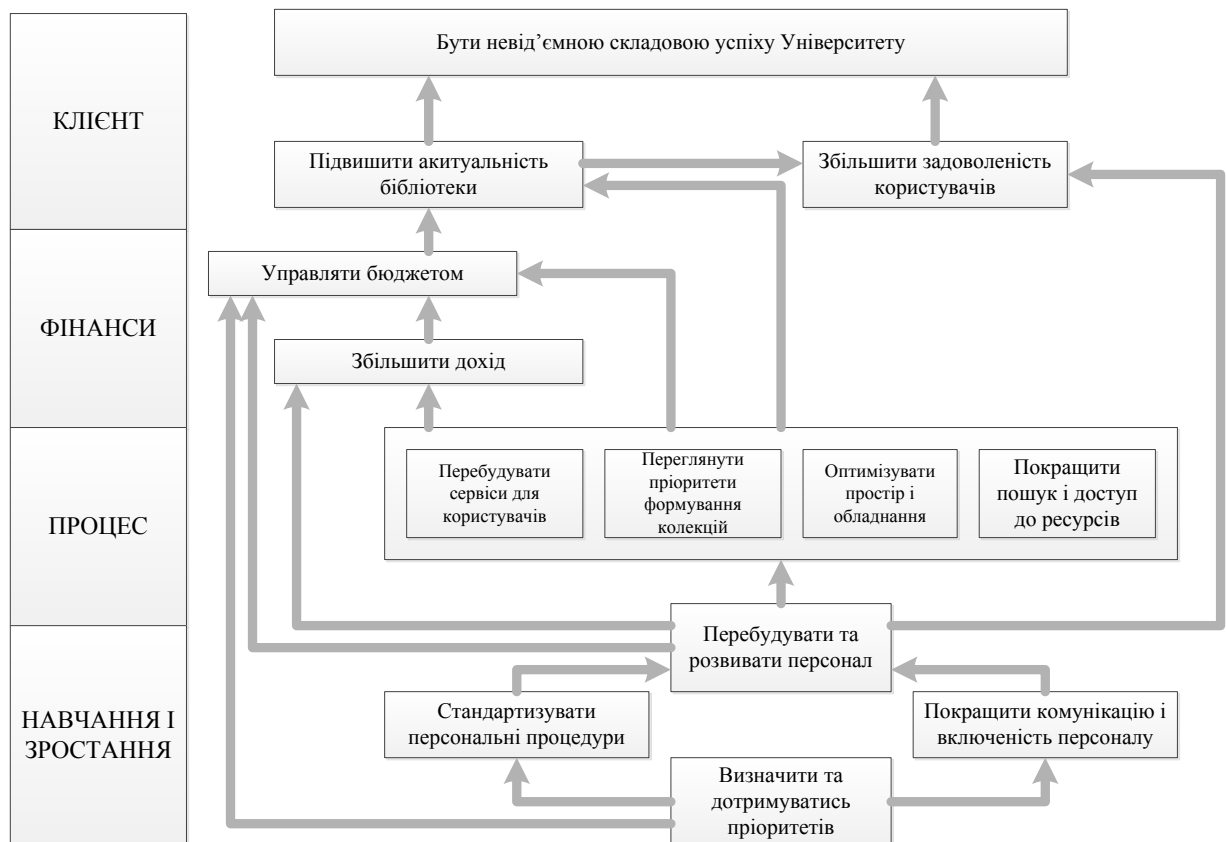 КЛІЄНТ
Бути невід’ємною складовою успіху Університету
Підвишити акитуальність
бібліотеки
Збільшити задоволеність
користувачів
ФІНАНСИ
Управляти бюджетом
Збільшити дохід
ПРОЦЕС
Перебудувати
сервіси для
користувачів
Переглянути
пріоритети
формування
колекцій
Оптимізувати
простір і
обладнання
Покращити
пошук і доступ
до ресурсів
НАВЧАННЯ І
ЗРОСТАННЯ
Перебудувати та
розвивати персонал
Стандартизувати
персональні процедури
Покращити комунікацію і
включеність персоналу
Визначити та
дотримуватись
пріоритетів